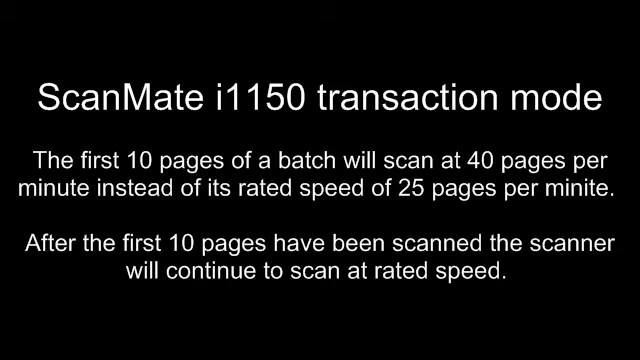 ScanMate i1150 transaction mode
The first 10 pages of a batch will scan at 40 pages per
minute instead of its rated speed of 25 pages per minite.
After the first 10 pages have been scanned the scanner
will continue to scan at rated speed.